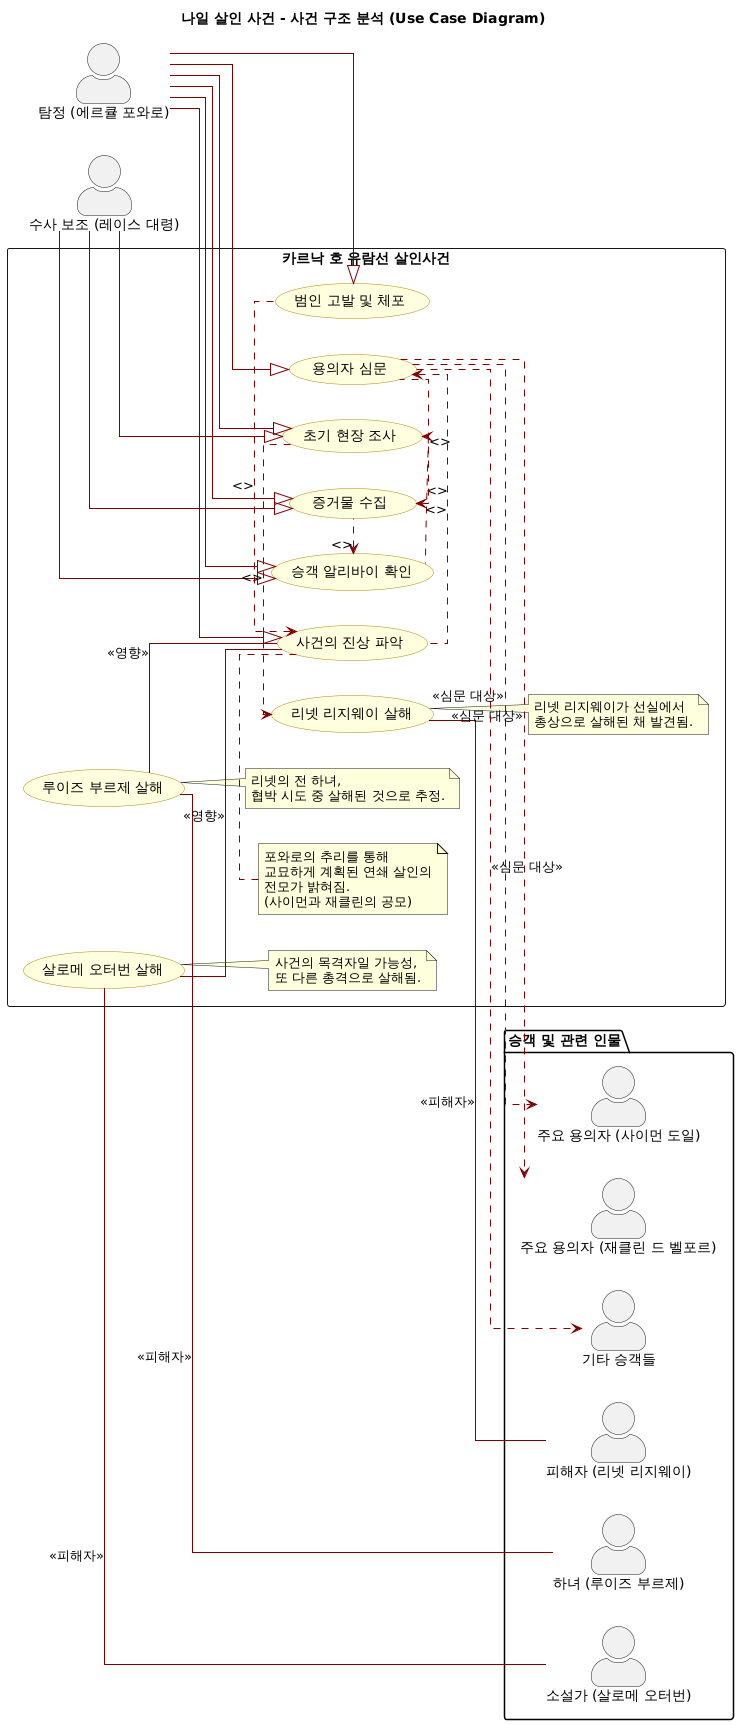 나일 살인 사건 - 사건 구조 분석 (Use Case Diagram)
탐정 (에르큘 포와로)
수사 보조 (레이스 대령)
카르낙 호 유람선 살인사건
범인 고발 및 체포
용의자 심문
초기 현장 조사
<>
<>
증거물 수집
<>
<>
<>
승객 알리바이 확인
<>
사건의 진상 파악
«영향»
리넷 리지웨이 살해
«심문 대상»
«심문 대상»
리넷 리지웨이가 선실에서
총상으로 살해된 채 발견됨.
루이즈 부르제 살해
리넷의 전 하녀,
협박 시도 중 살해된 것으로 추정.
«영향»
포와로의 추리를 통해
교묘하게 계획된 연쇄 살인의
전모가 밝혀짐.
(사이먼과 재클린의 공모)
«심문 대상»
살로메 오터번 살해
사건의 목격자일 가능성,
또 다른 총격으로 살해됨.
승객 및 관련 인물
«피해자»
주요 용의자 (사이먼 도일)
주요 용의자 (재클린 드 벨포르)
«피해자»
기타 승객들
피해자 (리넷 리지웨이)
«피해자»
하녀 (루이즈 부르제)
소설가 (살로메 오터번)